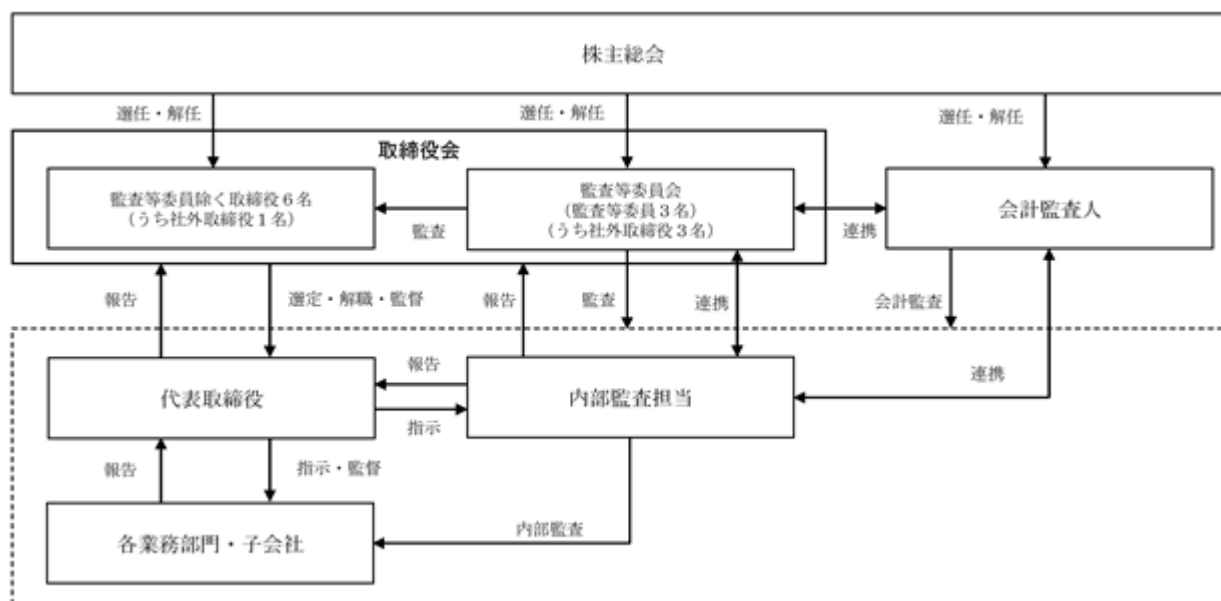 株主総会
選任・解任
選任・解任
選任・解任
取締役会
監査等委員除く取締役6名
(うち社外取締役1名)
監査
監査等委員会
(監査等委員3名)
(うち社外取締役3名)
連携
会計監査人
報告
選定・解職・監督
報告
監査
連携
会計監査
代表取締役
報告
指示
内部監査担当
連携
報告
指示・監督
各業務部門・子会社
内部監査